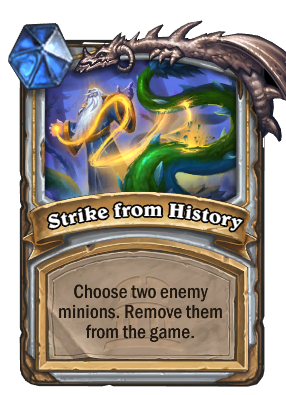 Strike from History
Choose two enemy
minions. Remove them
from the game.